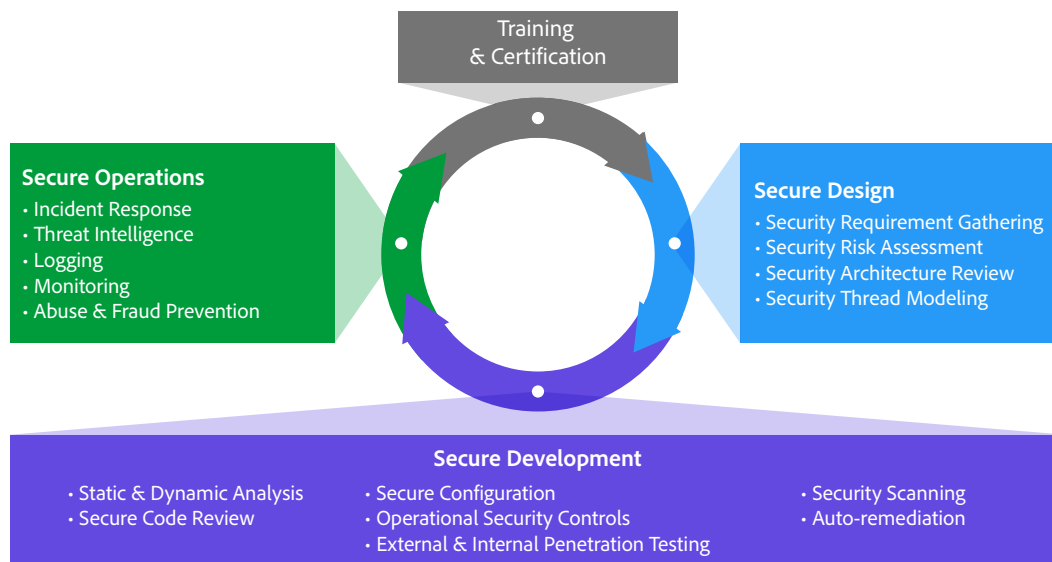 Training
& Certification
Secure Operations
• Incident Response
• Threat Intelligence
• Logging
• Monitoring
• Abuse & Fraud Prevention
Secure Design
• Security Requirement Gathering
• Security Risk Assessment
• Security Architecture Review
• Security Thread Modeling
Secure Development
• Static & Dynamic Analysis
• Secure Code Review
• Secure Configuration
• Operational Security Controls
• External & Internal Penetration Testing
• Security Scanning
• Auto-remediation